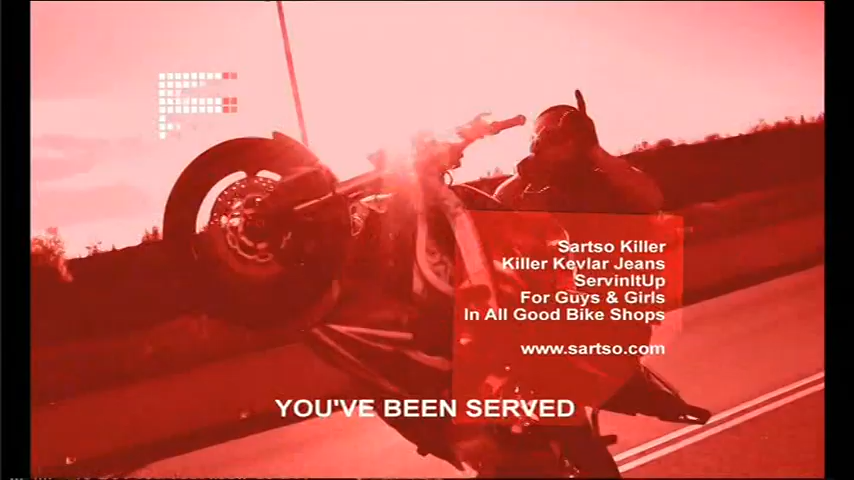 Sartso Killer
Killer Kevlar Jeans
ServinItUp
For Guys & Girls
In All Good Bike Shops
www.sartso.com
YOU'VE BEEN SERVED